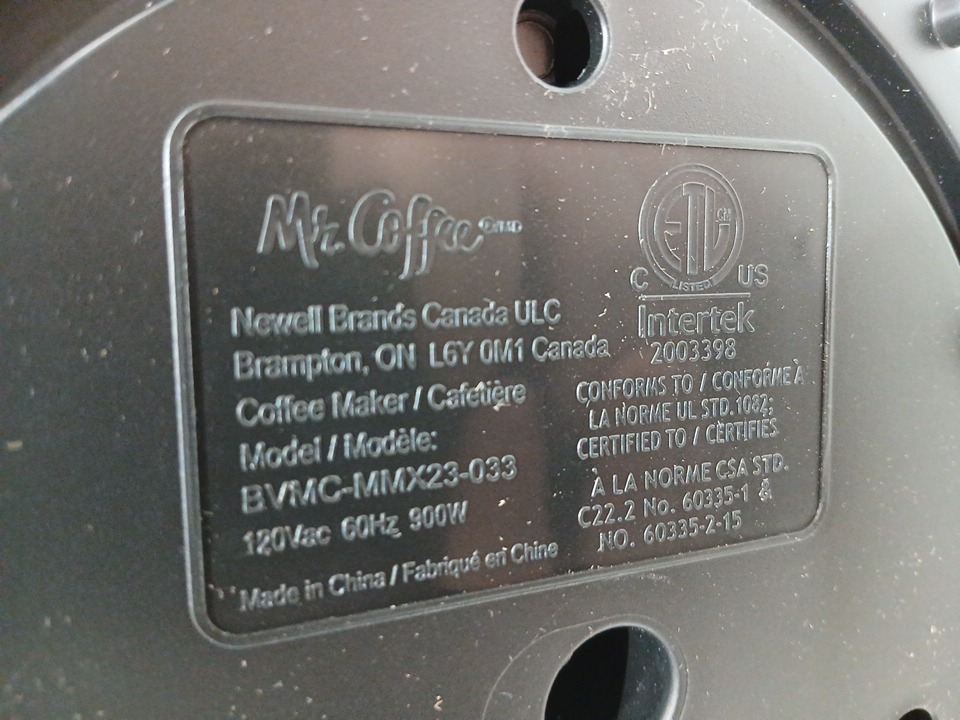 Mr. Coffee
Newell Brands Canada ULC
Brampton, ON L6Y 0M1 Canada
Coffee Maker / Cafetière
Model / Modèle:
BVMC-MMX23-033
120Vac 60Hz 900W
Made in China / Fabriqué en Chine
ETL CM
LISTED
C US
Intertek
2003398
CONFORMS TO / CONFORME À
LA NORME UL STD.1082;
CERTIFIED TO / CERTIFIÉS
À LA NORME CSA STD.
C22.2 No. 60335-1 &
NO. 60335-2-15